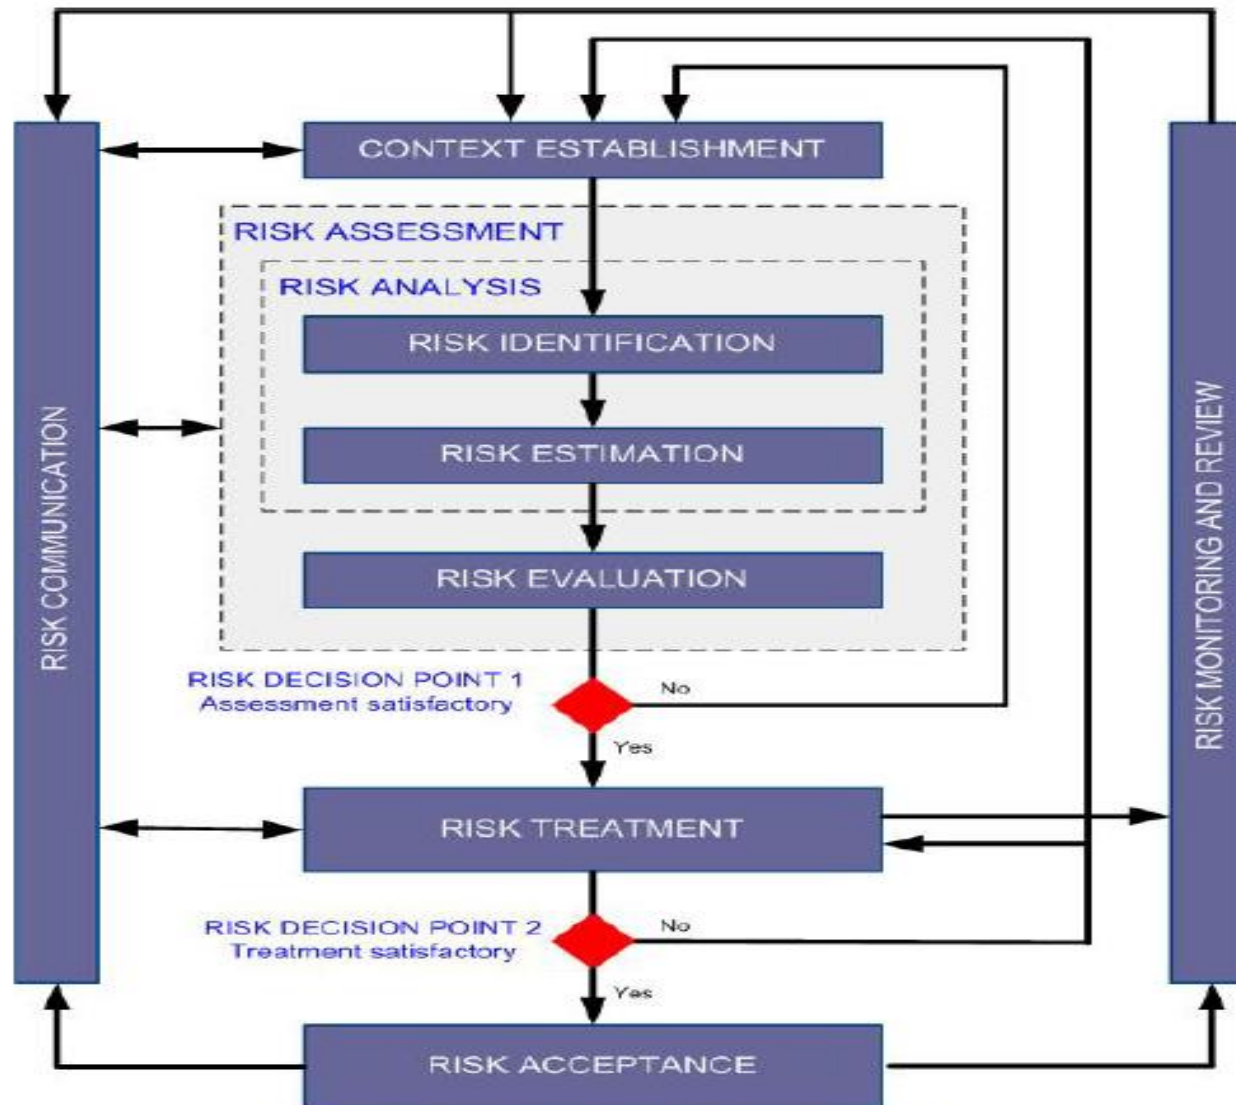 CONTEXT ESTABLISHMENT
RISK ASSESSMENT
RISK ANALYSIS
RISK IDENTIFICATION
RISK ESTIMATION
RISK EVALUATION
RISK COMMUNICATION
RISK MONITORING AND REVIEW
RISK DECISION POINT 1
Assessment satisfactory
No
Yes
RISK TREATMENT
RISK DECISION POINT 2
Treatment satisfactory
No
Yes
RISK ACCEPTANCE